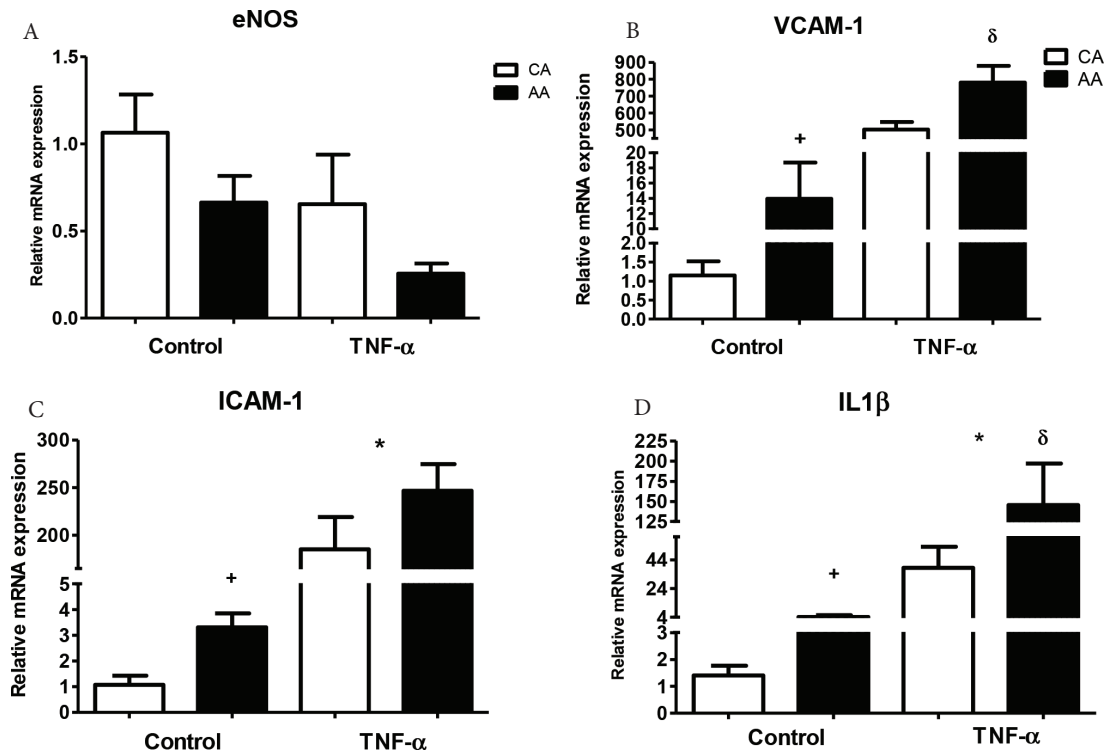 A
eNOS
Relative mRNA expression
1.5
1.0
0.5
0.0
Control
TNF-α
CA
AA
B
VCAM-1
δ
+
Relative mRNA expression
900
800
700
600
500
20
18
16
14
12
10
2.0
1.5
1.0
0.5
0.0
Control
TNF-α
CA
AA
C
ICAM-1
*
+
Relative mRNA expression
300
250
200
5
4
3
2
1
0
Control
TNF-α
D
IL1β
* δ
+
Relative mRNA expression
225
200
175
150
125
44
24
4
3
2
1
0
Control
TNF-α